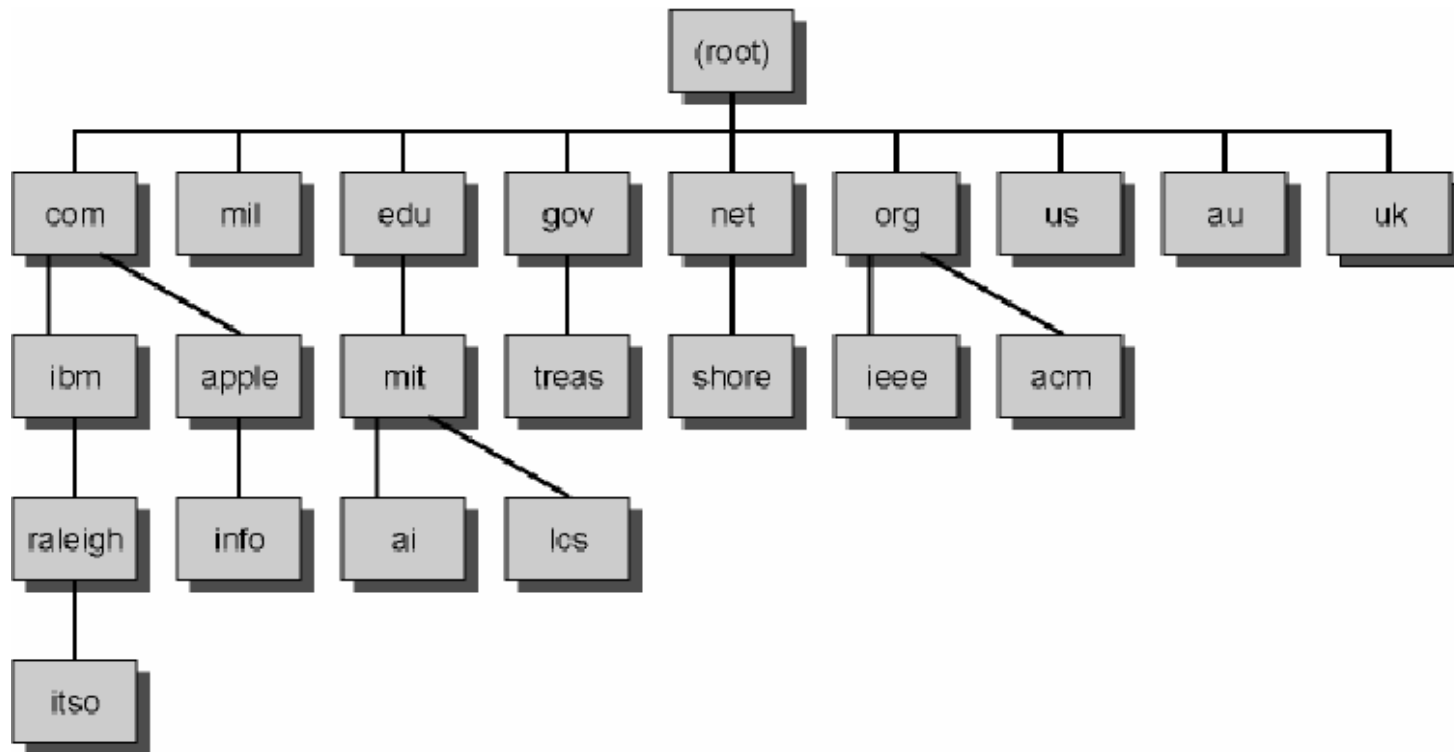 (root)
com mil edu gov net org us au uk
ibm apple mit treas shore ieee acm
raleigh info ai lcs
itso